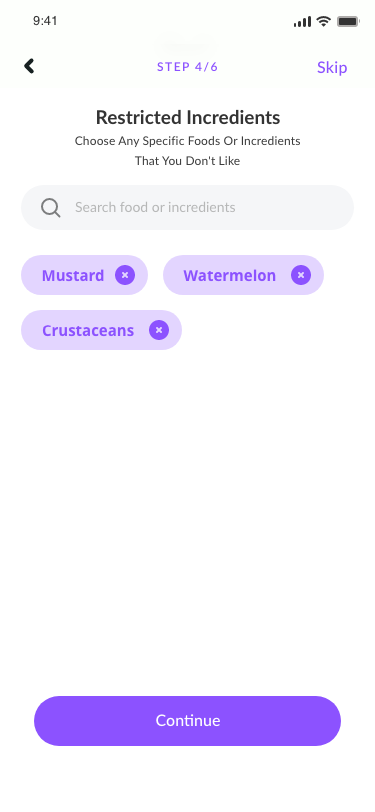 9:41
STEP 4/6
Skip
Restricted Incredients
Choose Any Specific Foods Or Incredients
That You Don't Like
Search food or incredients
Mustard
Watermelon
Crustaceans
Continue